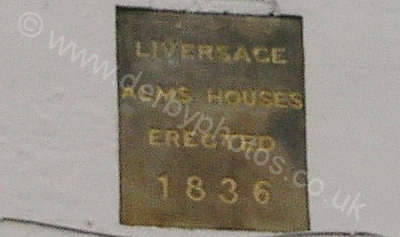 LIVERSAGE
ALMS HOUSES
ERECTED
1836
© www.derbyphotos.co.uk